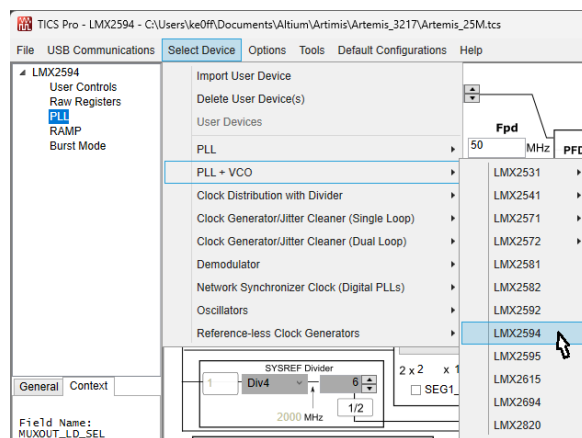 TICS Pro - LMX2594 - C:\Users\ke0ff\Documents\Altium\Artimis\Artemis_3217\Artemis_25M.tcs
File USB Communications Select Device Options Tools Default Configurations Help
LMX2594
User Controls
Raw Registers
PLL
RAMP
Burst Mode
Import User Device
Delete User Device(s)
User Devices
PLL
PLL + VCO
Clock Distribution with Divider
Clock Generator/Jitter Cleaner (Single Loop)
Clock Generator/Jitter Cleaner (Dual Loop)
Demodulator
Network Synchronizer Clock (Digital PLLs)
Oscillators
Reference-less Clock Generators
Fpd
50 MHz PFD
LMX2531
LMX2541
LMX2571
LMX2572
LMX2581
LMX2582
LMX2592
LMX2594
LMX2595
LMX2615
LMX2694
LMX2820
SYSREF Divider
1 Div4 6
2000 MHz 1/2
2 x 2 x 1
SEG1_
General Context
Field Name:
MUXOUT_LD_SEL